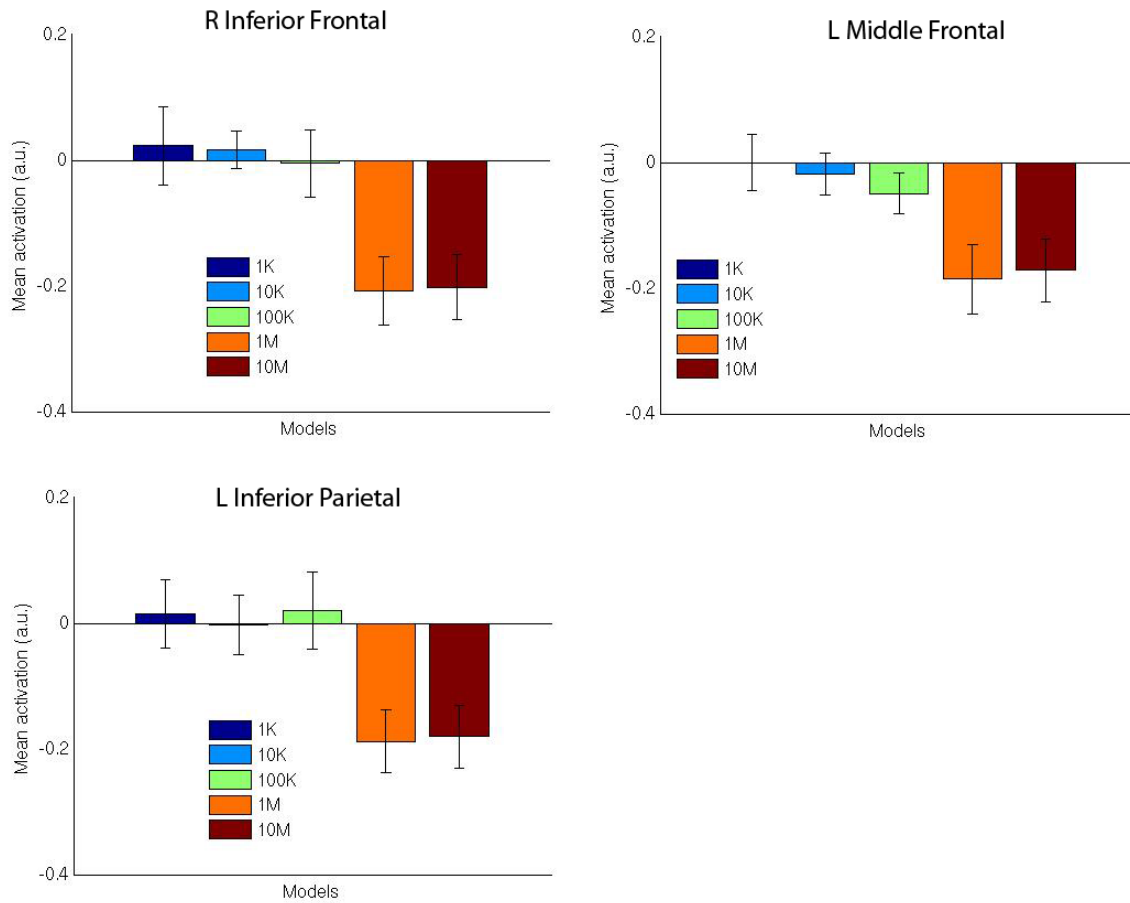 R Inferior Frontal
0.2
0
-0.2
-0.4
Mean activation (a.u.)
1K
10K
100K
1M
10M
Models
L Middle Frontal
0.2
0
-0.2
-0.4
Mean activation (a.u.)
1K
10K
100K
1M
10M
Models
L Inferior Parietal
0.2
0
-0.2
-0.4
Mean activation (a.u.)
1K
10K
100K
1M
10M
Models